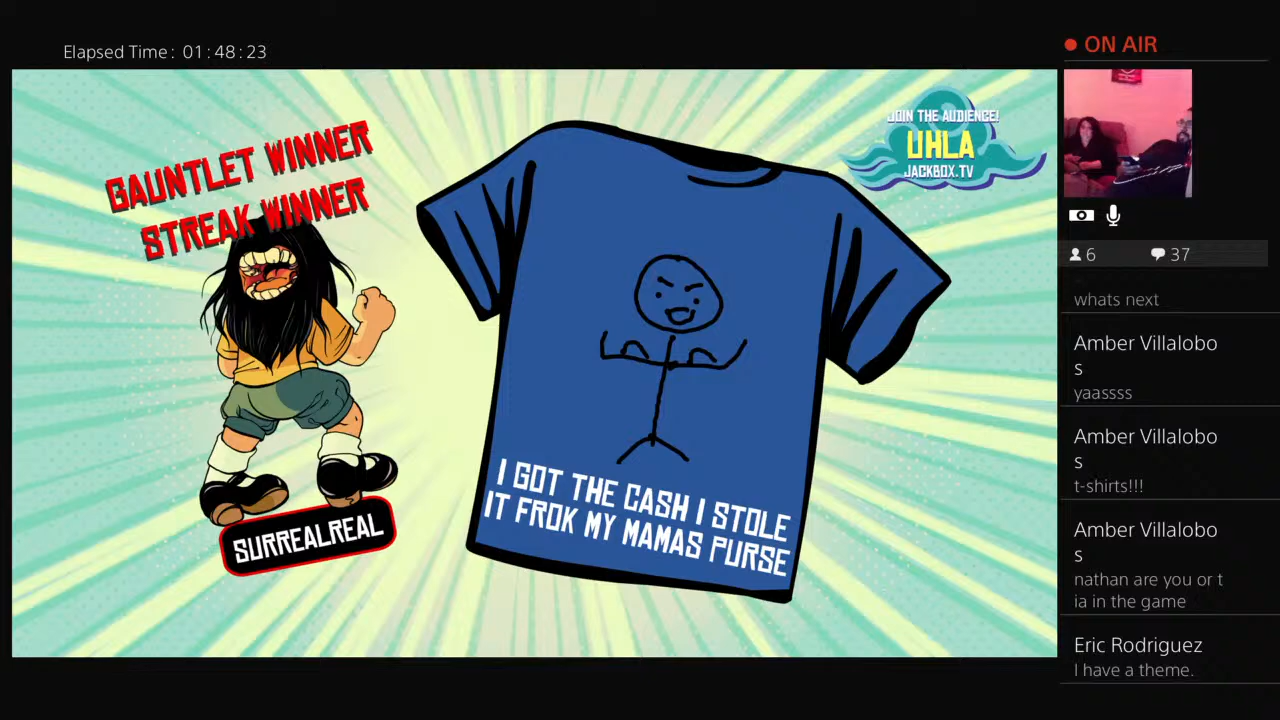 Elapsed Time: 01:48:23
ON AIR
GAUNTLET WINNER
STREAK WINNER
JOIN THE AUDIENCE!
UHLA
JACKBOX.TV
I GOT THE CASH I STOLE
IT FROK MY MAMAS PURSE
SURREALREAL
6
37
whats next
Amber Villalobo
s
yaassss
Amber Villalobo
s
t-shirts!!!
Amber Villalobo
s
nathan are you or t
ia in the game
Eric Rodriguez
I have a theme.